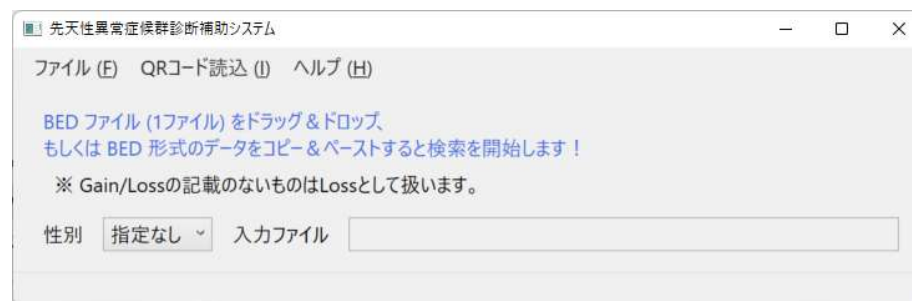 先天性異常症候群診断補助システム
ファイル (F) QRコード読込 (I) ヘルプ (H)
BED ファイル (1ファイル) をドラッグ＆ドロップ、
もしくは BED 形式のデータをコピー＆ペーストすると検索を開始します！
※ Gain/Lossの記載のないものはLossとして扱います。
性別 指定なし 入力ファイル